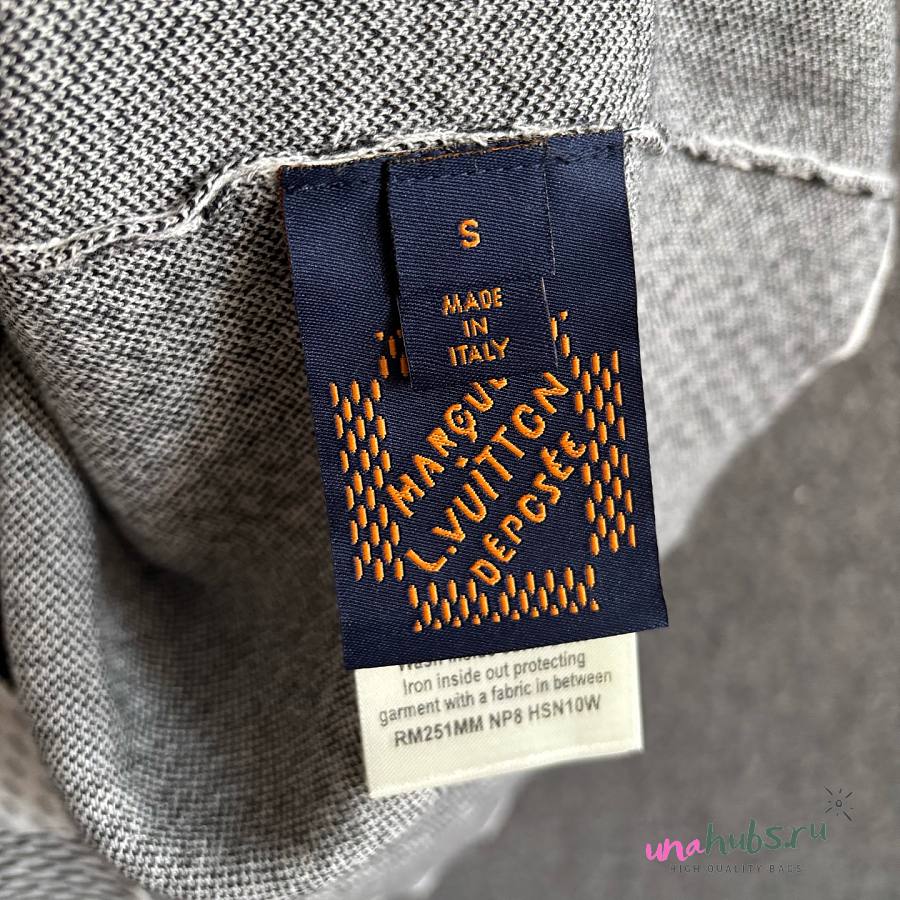 S
MADE
IN
ITALY
MARQUE
L.VUITTON
DEPOSÉE
Iron inside out protecting
garment with a fabric in between
RM251MM NP8 HSN10W
unahubs.ru
HIGH QUALITY BAGS